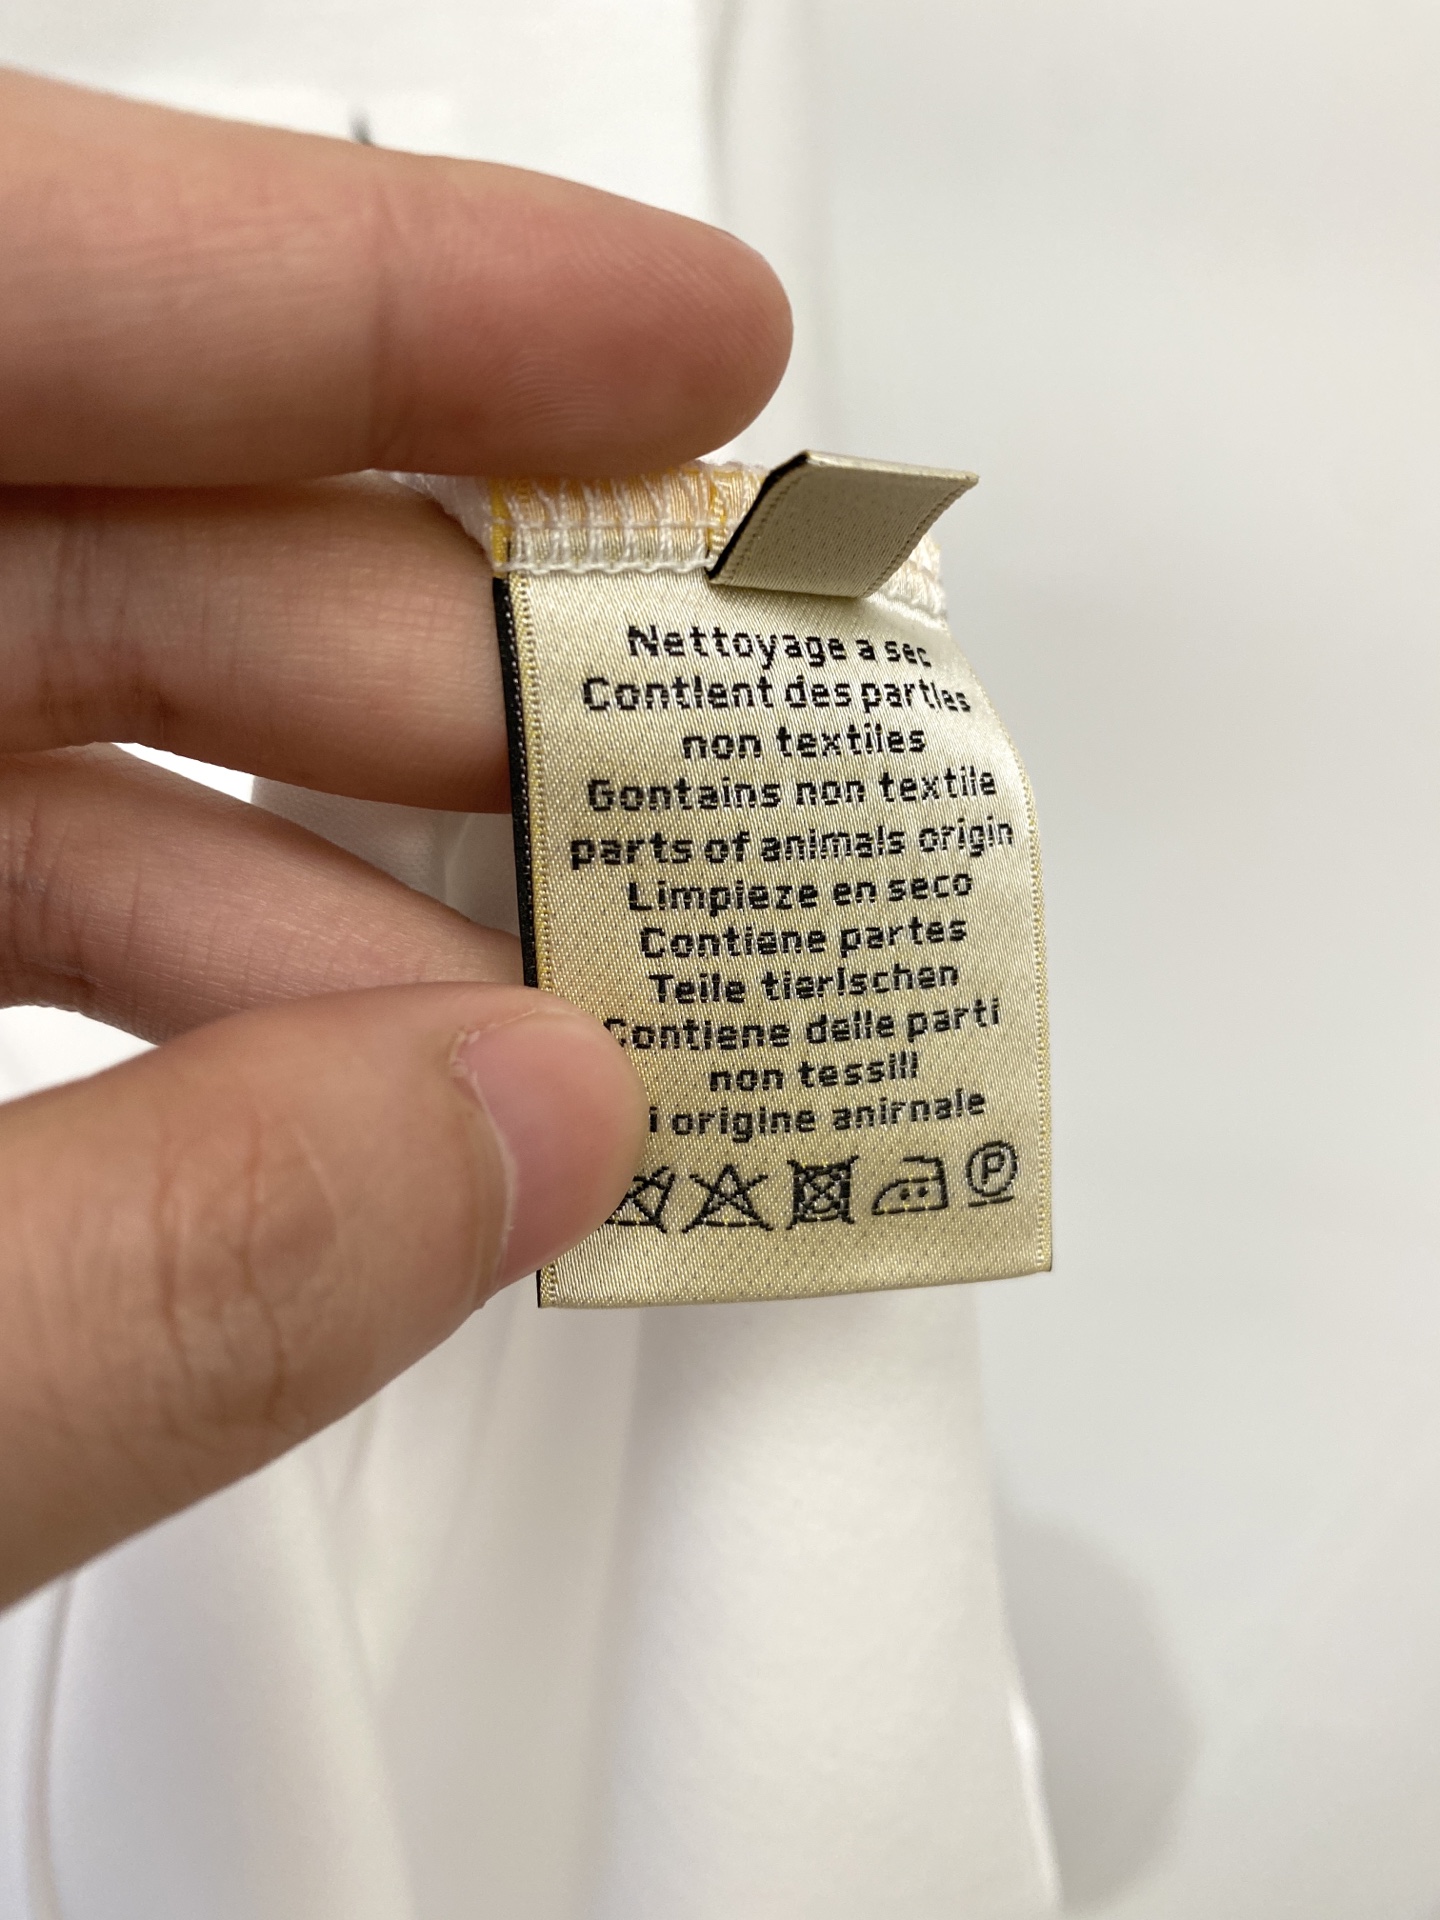 Nettoyage a sec
Contient des parties
non textiles
Gontains non textile
parts of animals origin
Limpieze en seco
Contiene partes
Teile tierischen
Contiene delle parti
non tessili
i origine anirnale
P